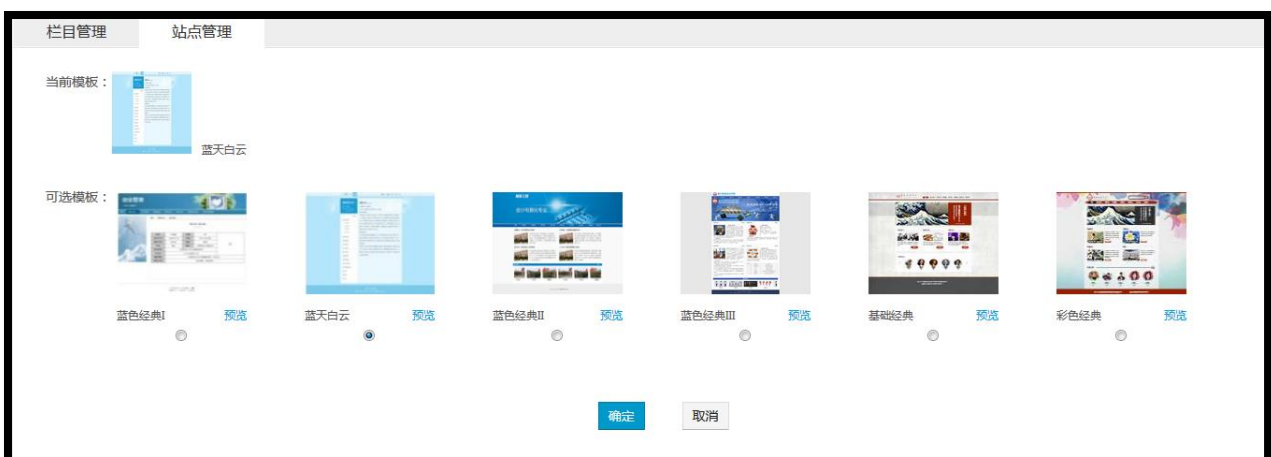 栏目管理 站点管理
当前模板：
蓝天白云
可选模板：
蓝色经典I 预览 蓝天白云 预览 蓝色经典II 预览 蓝色经典III 预览 基础经典 预览 彩色经典 预览
确定 取消